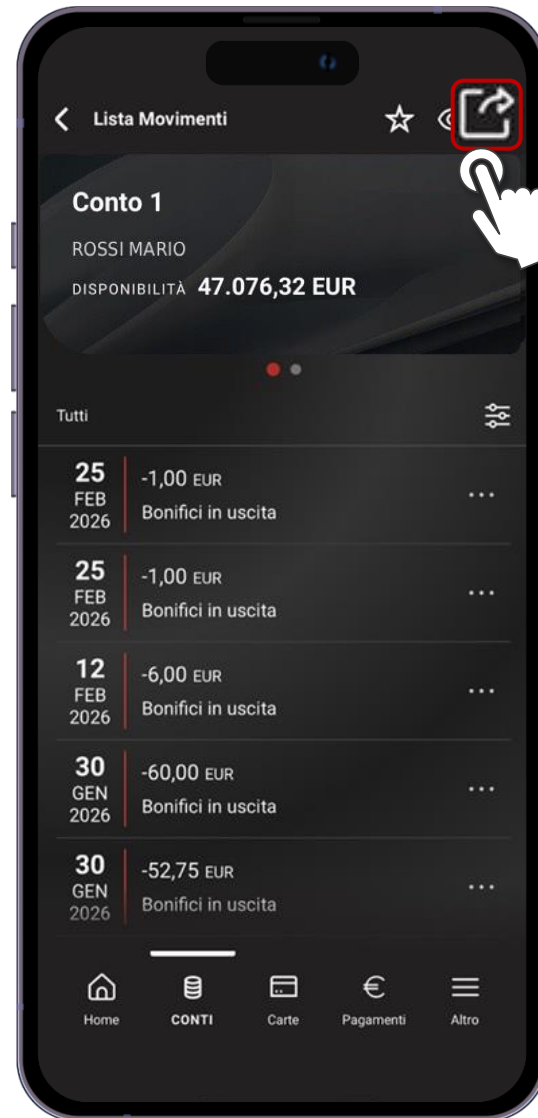 Lista Movimenti
Conto 1
ROSSI MARIO
DISPONIBILITÀ 47.076,32 EUR
Tutti
25 FEB 2026
-1,00 EUR
Bonifici in uscita
25 FEB 2026
-1,00 EUR
Bonifici in uscita
12 FEB 2026
-6,00 EUR
Bonifici in uscita
30 GEN 2026
-60,00 EUR
Bonifici in uscita
30 GEN 2026
-52,75 EUR
Bonifici in uscita
Home
CONTI
Carte
Pagamenti
Altro